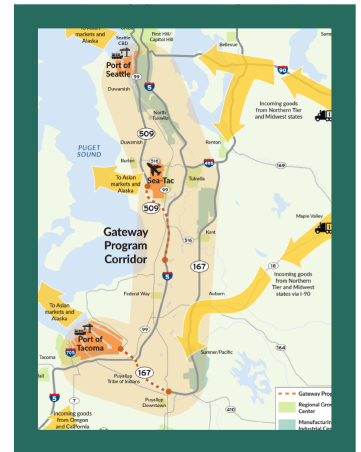 To Asian
markets and
Alaska
Seattle
CBD
First Hill/
Capitol Hill
Bellevue
Port of
Seattle
99
90
Duwamish
5
Incoming goods
from Northern Tier
and Midwest states
North
Tukwila
509
PUGET
SOUND
Duwamish
Renton
Burien
518
405
169
To Asian
markets and
Alaska
Sea-Tac
Tukwila
99
509
Maple Valley
Gateway
Program
Corridor
516
Kent
167
18
5
Incoming goods
from Northern
Tier and Midwest
states via I-90
Federal Way
Auburn
To Asian
markets and
Alaska
99
Port of
Tacoma
164
Tacoma
705
Sumner/Pacific
167
Puyallup
Tribe of Indians
5
7
Puyallup
Downtown
410
Incoming goods
from Oregon
and California
Gateway Prog
Regional Grow
Center
Manufacturin
Industrial Cen